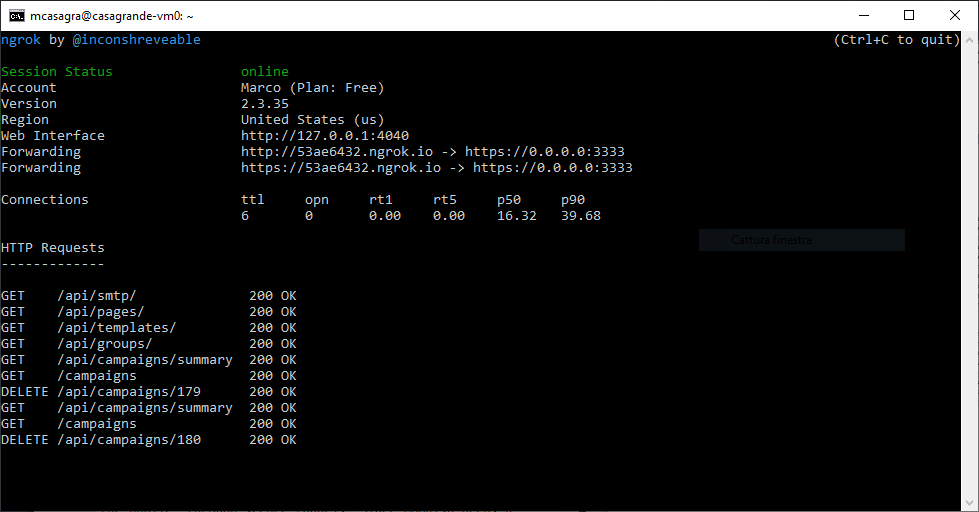 mcasagra@casagrande-vm0: ~
ngrok by @inconshreveable (Ctrl+C to quit)
Session Status online
Account Marco (Plan: Free)
Version 2.3.35
Region United States (us)
Web Interface http://127.0.0.1:4040
Forwarding http://53ae6432.ngrok.io -> https://0.0.0.0:3333
Forwarding https://53ae6432.ngrok.io -> https://0.0.0.0:3333
Connections ttl opn rt1 rt5 p50 p90
6 0 0.00 0.00 16.32 39.68
Cattura finestra
HTTP Requests
-------------
GET /api/smtp/ 200 OK
GET /api/pages/ 200 OK
GET /api/templates/ 200 OK
GET /api/groups/ 200 OK
GET /api/campaigns/summary 200 OK
GET /campaigns 200 OK
DELETE /api/campaigns/179 200 OK
GET /api/campaigns/summary 200 OK
GET /campaigns 200 OK
DELETE /api/campaigns/180 200 OK